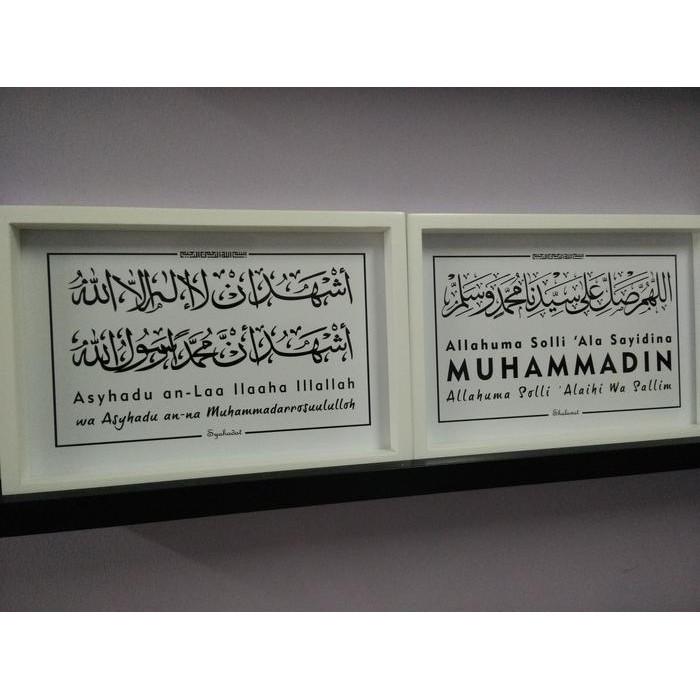 أشهد أن لا إله إلا الله
أشهد أن محمد رسول الله
Asyhadu an-Laa Ilaaha Illallah
wa Asyhadu an-na Muhammadarrosuululloh
Syahadat
اللهم صل على سيدنا محمد وسلم
Allahuma Solli 'Ala Sayidina
MUHAMMADIN
Allahuma Solli 'Alaihi Wa Sallim
Shalawat